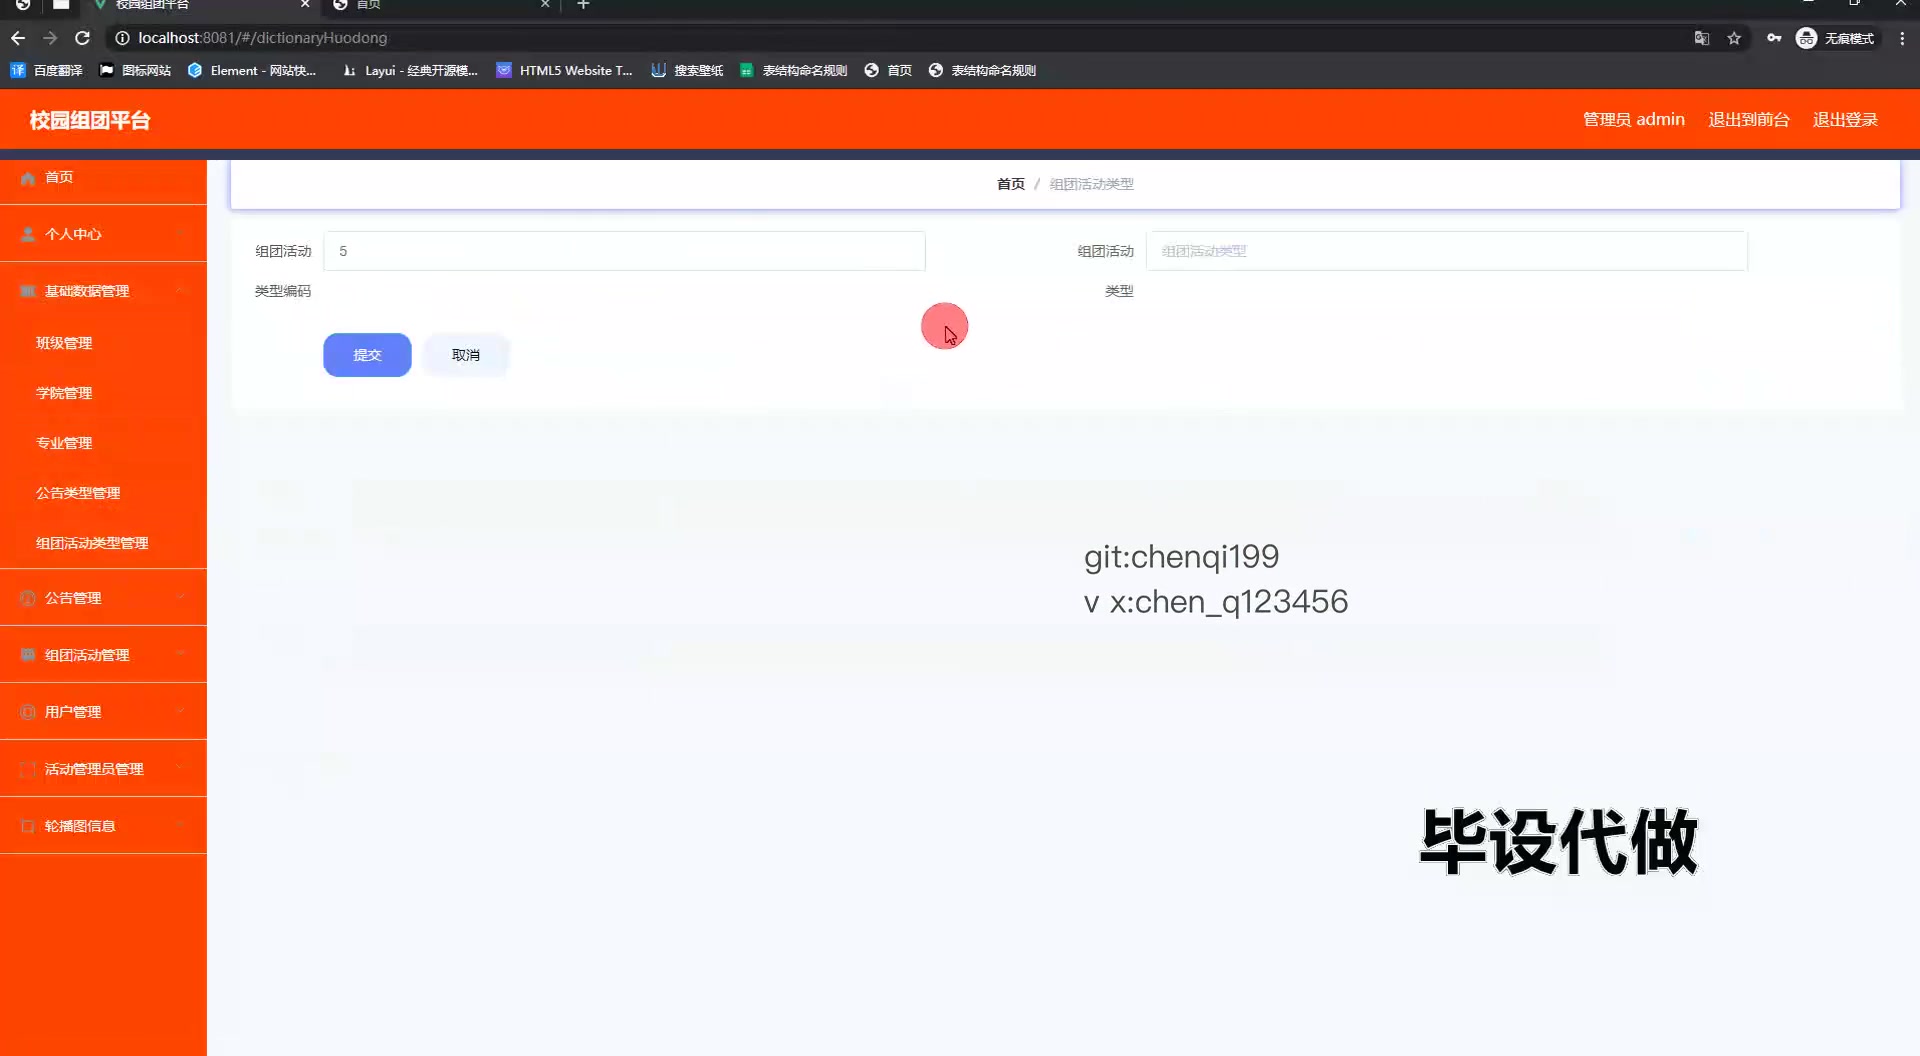 校园组团平台
首页
localhost:8081/#/dictionaryHuodong
无痕模式
百度翻译
图标网站
Element - 网站快...
Layui - 经典开源模...
HTML5 Website T...
搜索壁纸
表结构命名规则
首页
表结构命名规则
校园组团平台
管理员 admin
退出到前台
退出登录
首页
个人中心
基础数据管理
班级管理
学院管理
专业管理
公告类型管理
组团活动类型管理
公告管理
组团活动管理
用户管理
活动管理员管理
轮播图信息
首页 / 组团活动类型
组团活动 5
类型编码
组团活动 组团活动类型
类型
提交
取消
git:chenqi199
v x:chen_q123456
毕设代做